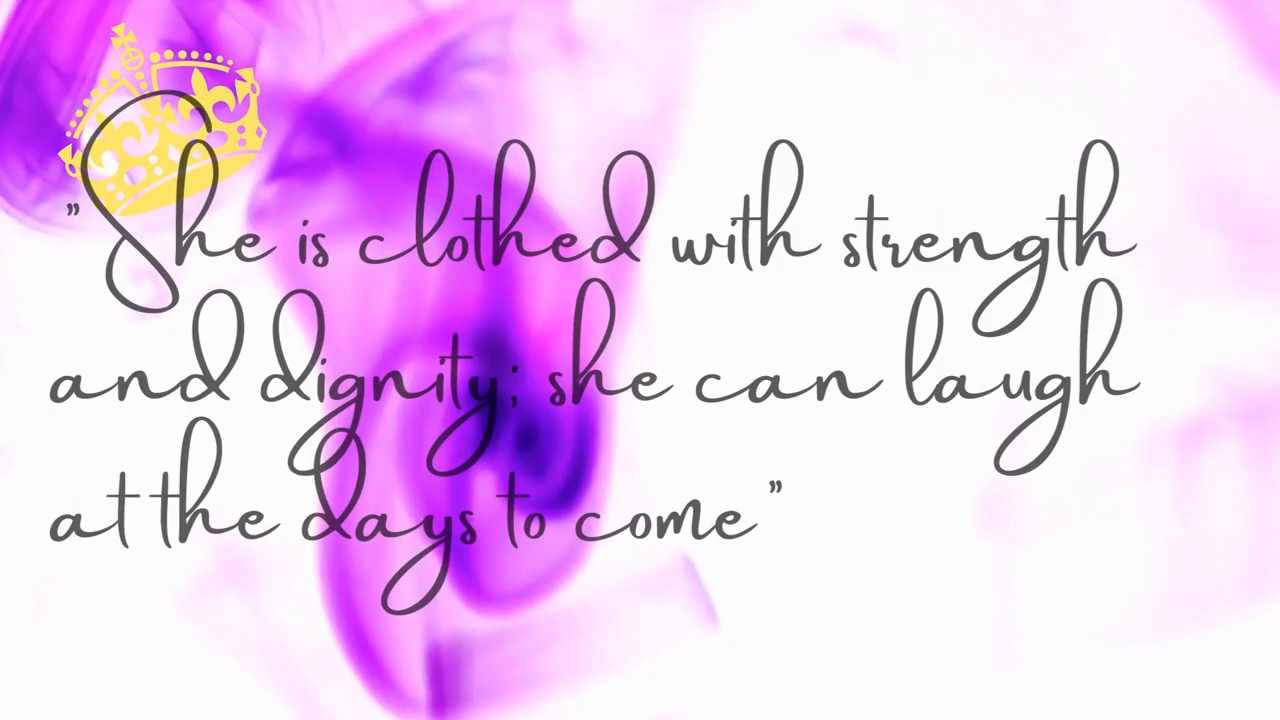 "She is clothed with strength
and dignity; she can laugh
at the days to come"